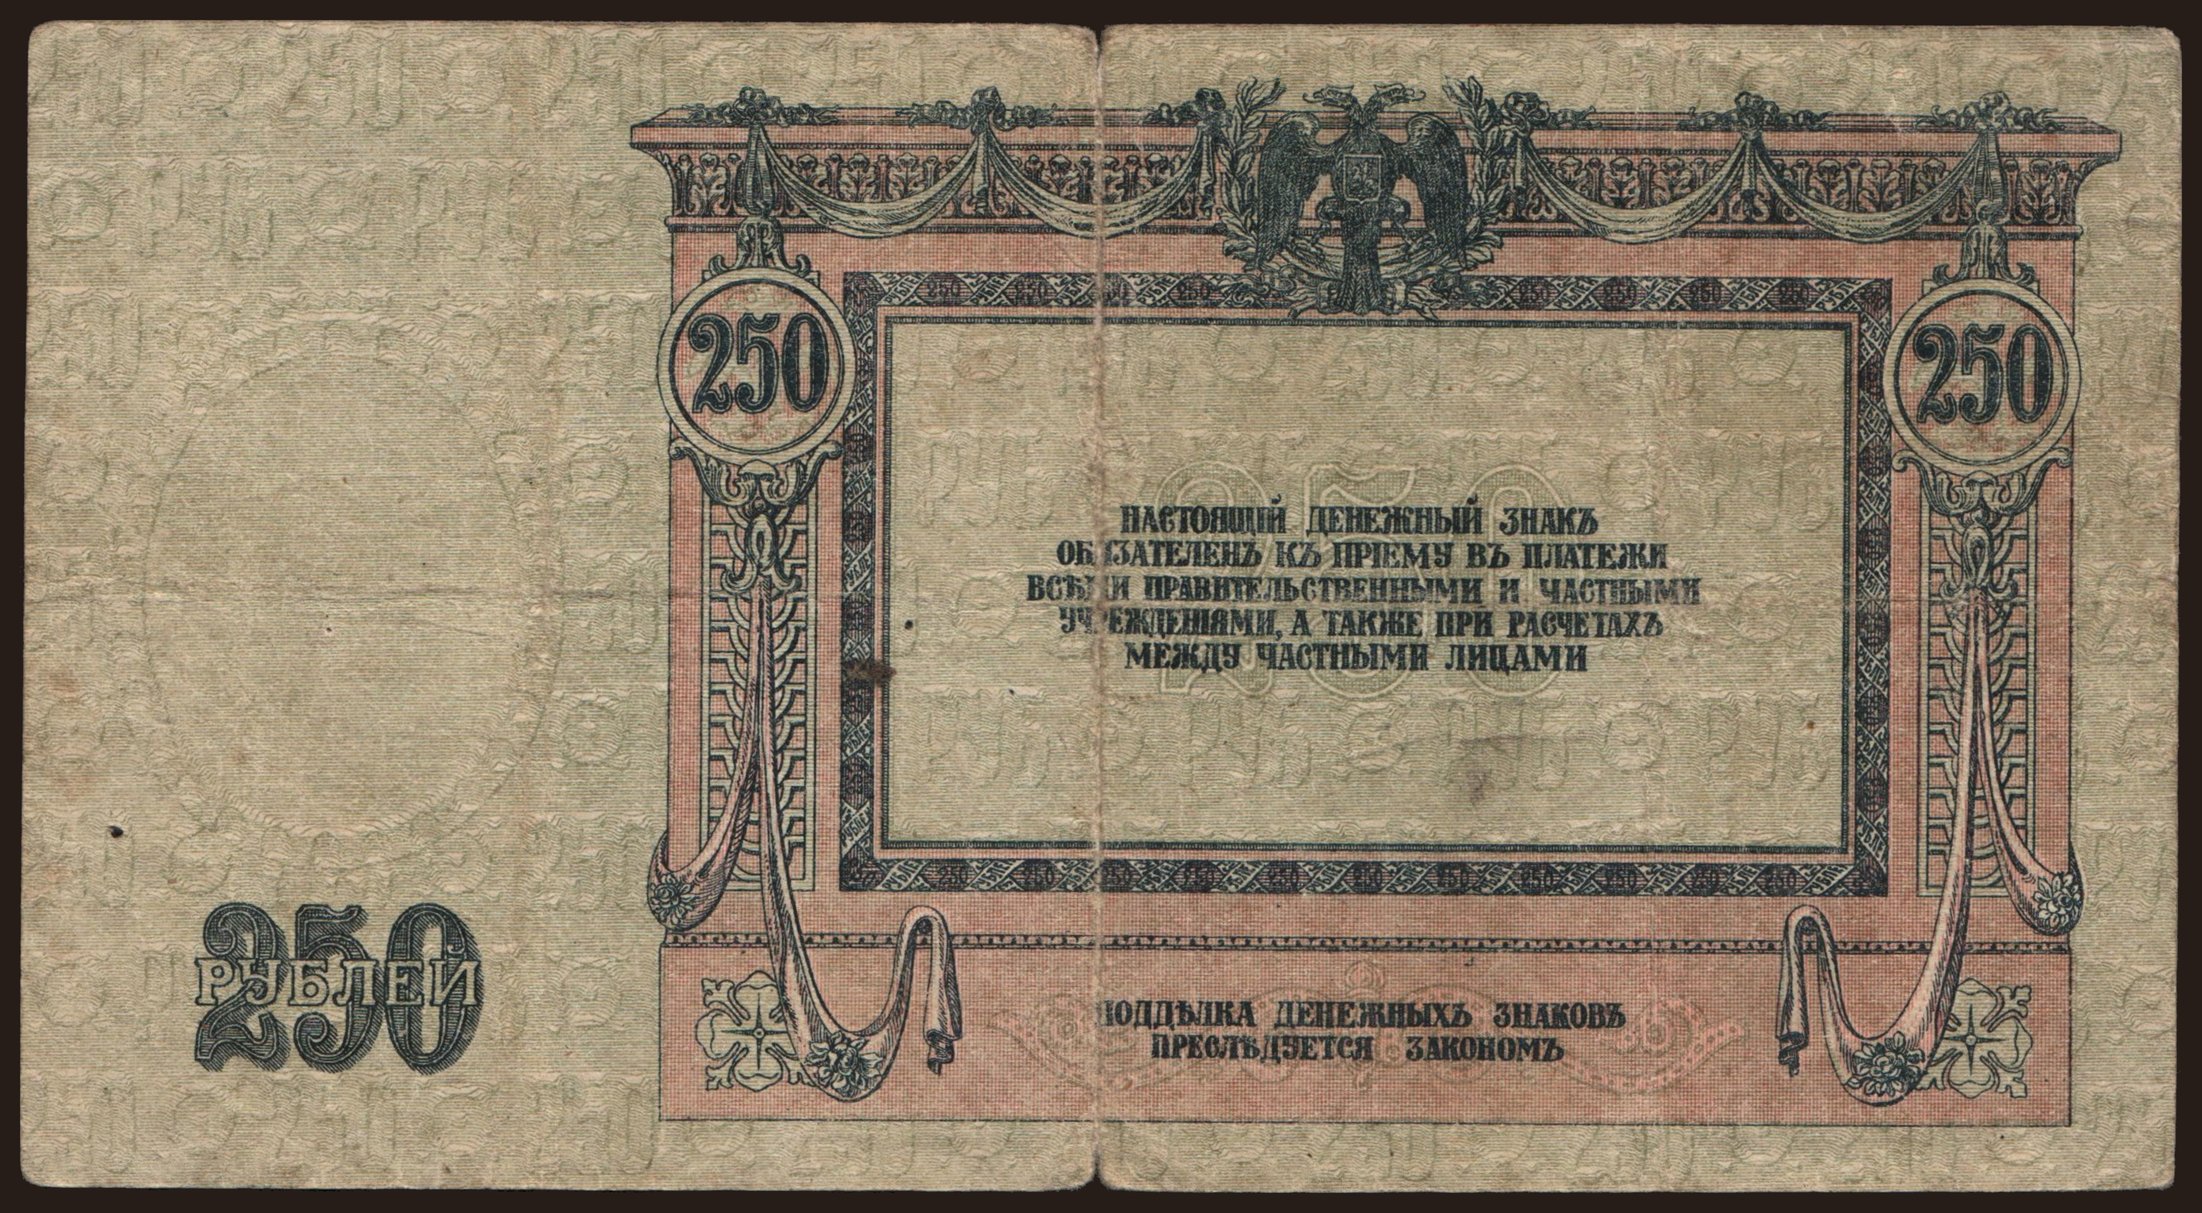 250
250
НАСТОЯЩІЙ ДЕНЕЖНЫЙ ЗНАКЪ
ОБЯЗАТЕЛЕНЪ КЪ ПРІЕМУ ВЪ ПЛАТЕЖИ
ВСѢМИ ПРАВИТЕЛЬСТВЕННЫМИ И ЧАСТНЫМИ
УЧРЕЖДЕНІЯМИ, А ТАКЖЕ ПРИ РАСЧЕТАХЪ
МЕЖДУ ЧАСТНЫМИ ЛИЦАМИ
250
РУБЛЕЙ
ПОДДѢЛКА ДЕНЕЖНЫХЪ ЗНАКОВЪ
ПРЕСЛѢДУЕТСЯ ЗАКОНОМЪ